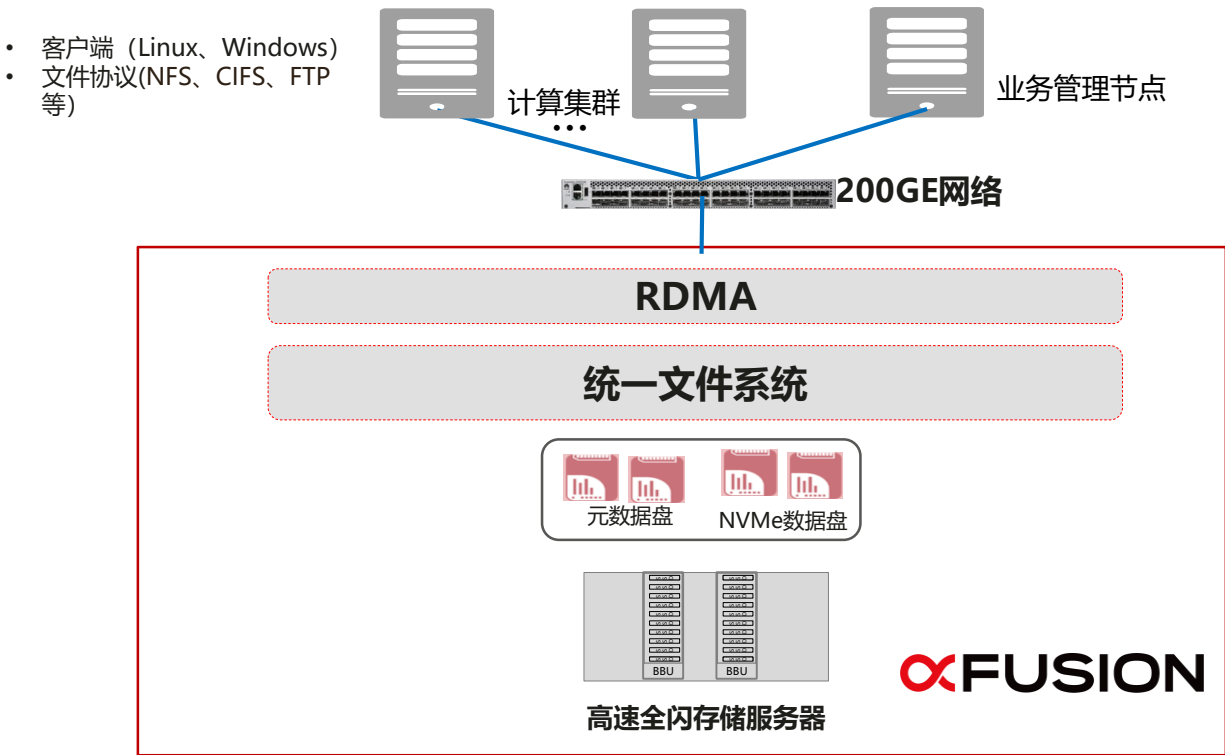 • 客户端（Linux、Windows）
• 文件协议(NFS、CIFS、FTP
等）
计算集群
…
业务管理节点
200GE网络
RDMA
统一文件系统
元数据盘
NVMe数据盘
BBU
BBU
高速全闪存储服务器
XFUSION